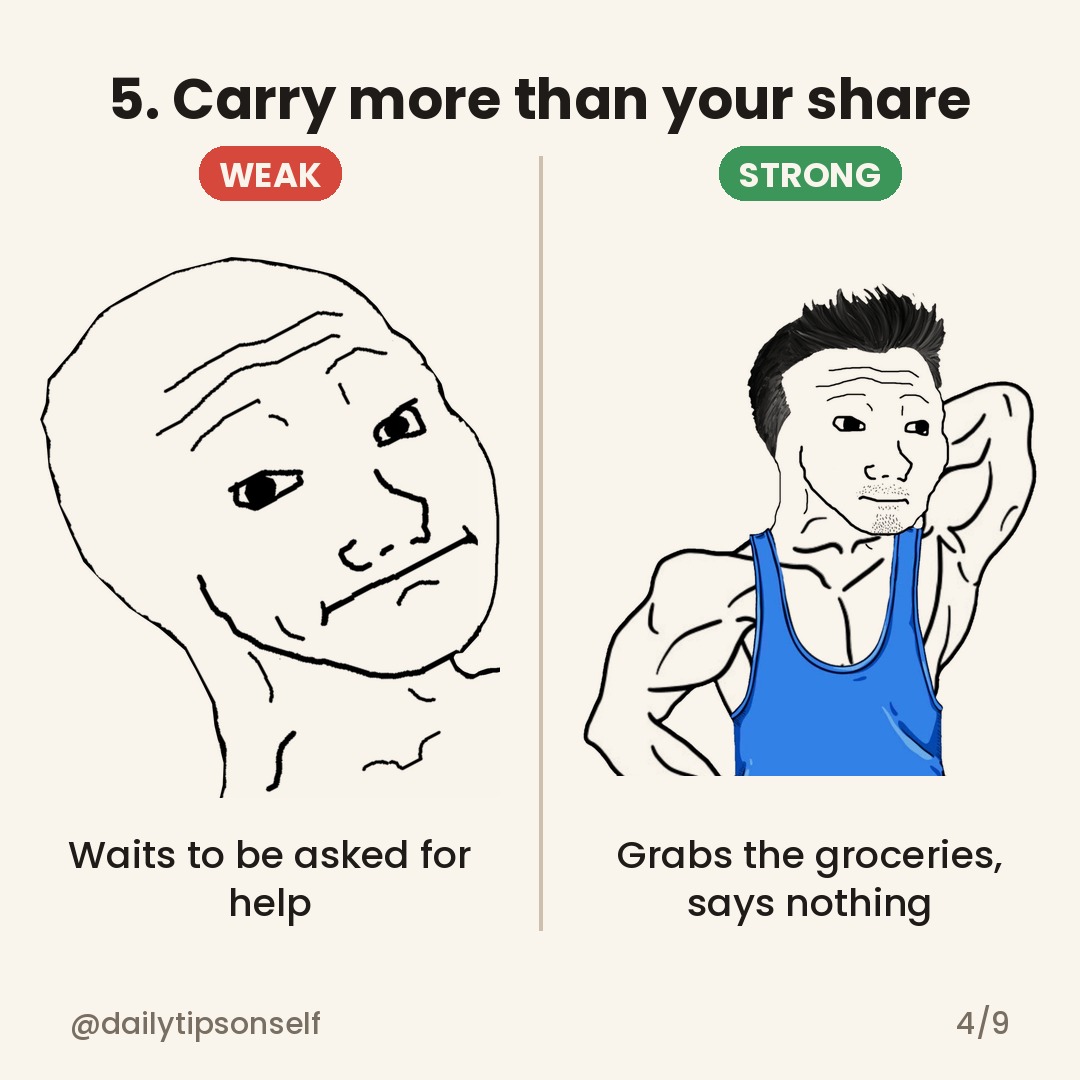 5. Carry more than your share
WEAK
STRONG
Waits to be asked for
help
Grabs the groceries,
says nothing
@dailytipsonself
4/9